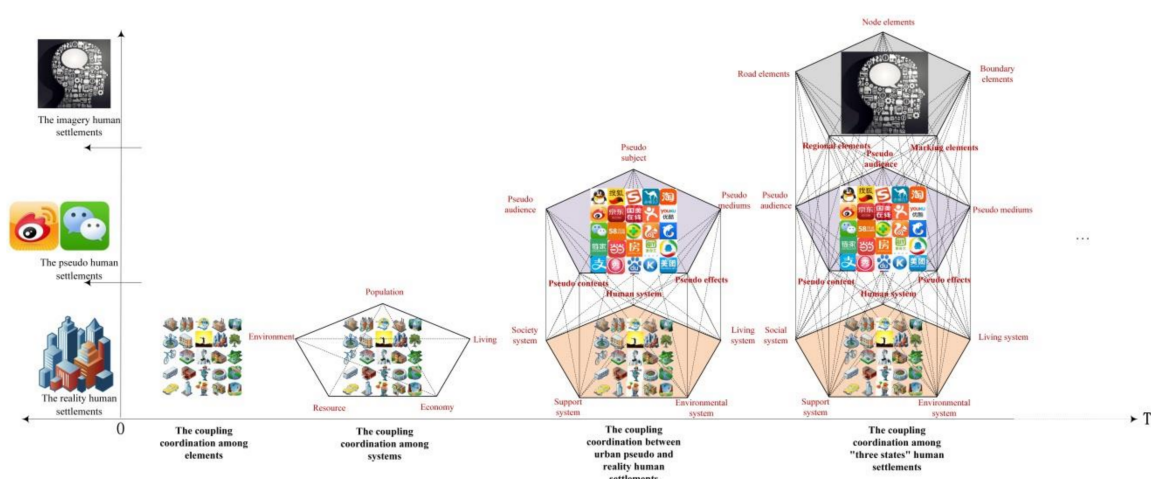 Node elements
Road elements
Boundary
elements
The imagery human
settlements
Regional elements
Marking elements
Pseudo
audience
Pseudo
subject
Pseudo
audience
Pseudo
mediums
Pseudo
audience
Pseudo mediums
The pseudo human
settlements
Pseudo contents
Pseudo effects
Pseudo content
Pseudo effects
Human system
Human system
Population
Environment
Living
Society
system
Living
system
Social
system
Living system
The reality human
settlements
Resource
Economy
Support
system
Environmental
system
Support
system
Environmental
system
O
T
...
The coupling
coordination among
elements
The coupling
coordination among
systems
The coupling
coordination between
urban pseudo and
reality human
settlements
The coupling
coordination among
"three states" human
settlements